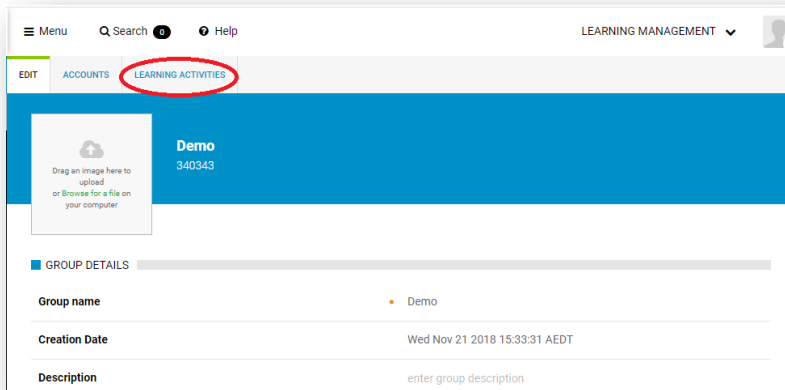 Menu Search 0 Help LEARNING MANAGEMENT
EDIT ACCOUNTS LEARNING ACTIVITIES
Drag an image here to
upload
or Browse for a file on
your computer
Demo
340343
GROUP DETAILS
Group name Demo
Creation Date Wed Nov 21 2018 15:33:31 AEDT
Description enter group description